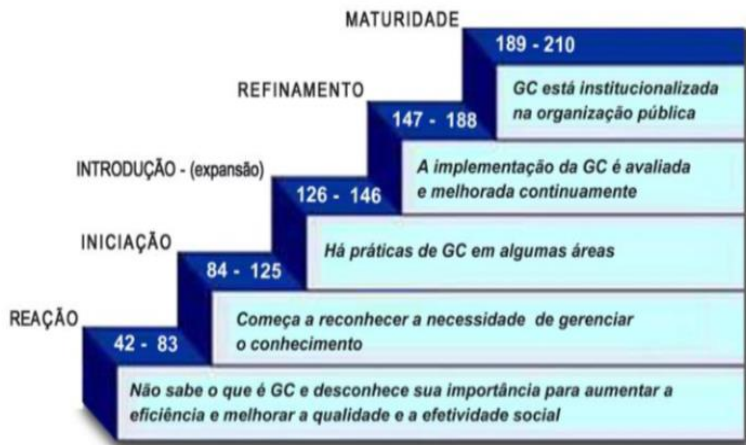 MATURIDADE
189 - 210
GC está institucionalizada
na organização pública
REFINAMENTO
147 - 188
A implementação da GC é avaliada
e melhorada continuamente
INTRODUÇÃO - (expansão)
126 - 146
Há práticas de GC em algumas áreas
INICIAÇÃO
84 - 125
Começa a reconhecer a necessidade de gerenciar
o conhecimento
REAÇÃO
42 - 83
Não sabe o que é GC e desconhece sua importância para aumentar a
eficiência e melhorar a qualidade e a efetividade social